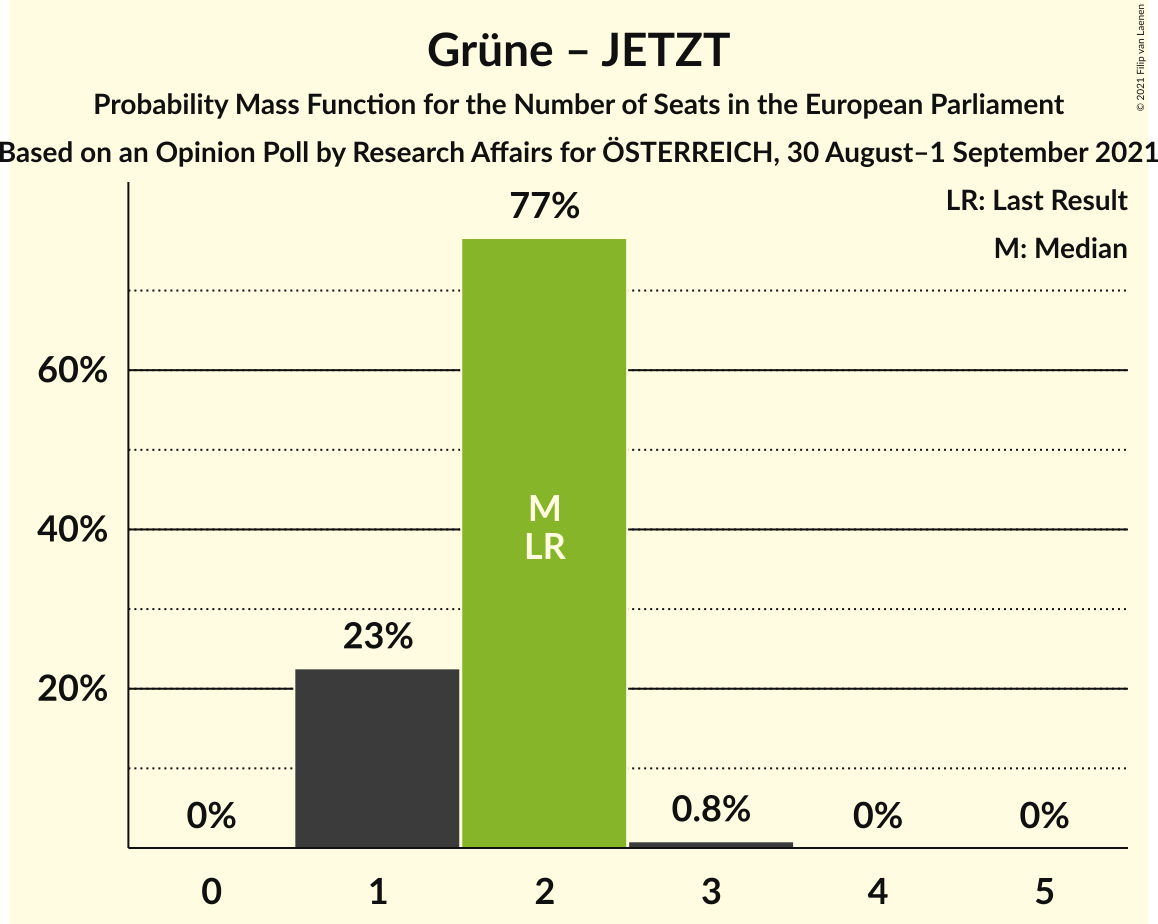 Grüne – JETZT
Probability Mass Function for the Number of Seats in the European Parliament
Based on an Opinion Poll by Research Affairs for ÖSTERREICH, 30 August–1 September 2021
© 2021 Filip van Laenen
LR: Last Result
M: Median
77%
60%
40%
20%
M
LR
23%
0%
0.8%
0%
0%
0 1 2 3 4 5